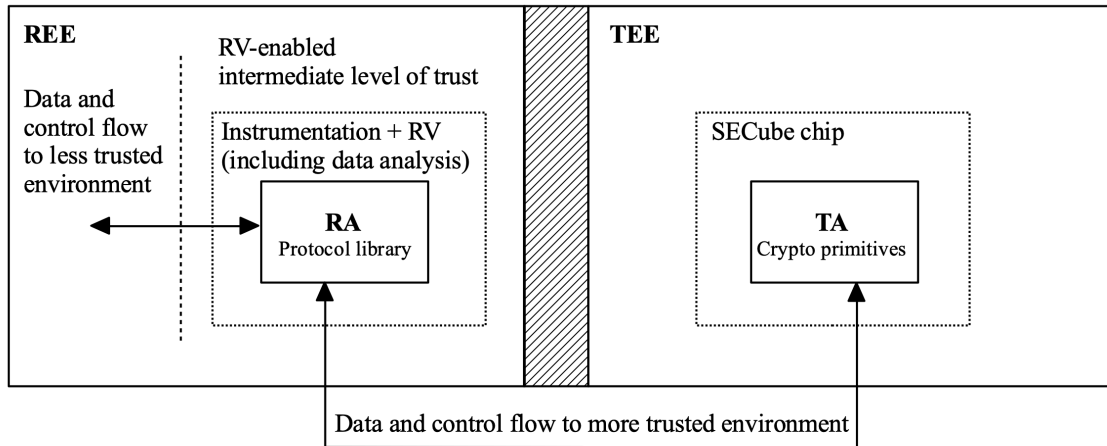 REE
RV-enabled
intermediate level of trust
Data and
control flow
to less trusted
environment
Instrumentation + RV
(including data analysis)
RA
Protocol library
TEE
SECube chip
TA
Crypto primitives
Data and control flow to more trusted environment